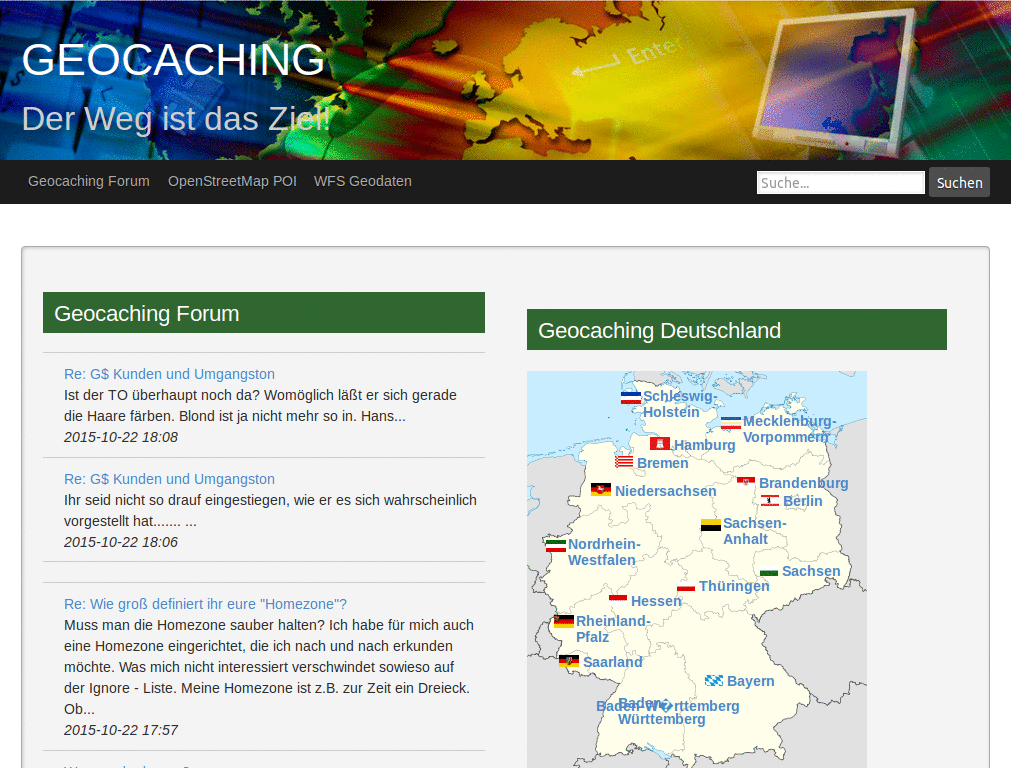 GEOCACHING
Der Weg ist das Ziel!
Enter
Geocaching Forum
OpenStreetMap POI
WFS Geodaten
Suche...
Suchen
Geocaching Forum
Re: G$ Kunden und Umgangston
Ist der TO überhaupt noch da? Womöglich läßt er sich gerade
die Haare färben. Blond ist ja nicht mehr so in. Hans...
2015-10-22 18:08
Re: G$ Kunden und Umgangston
Ihr seid nicht so drauf eingestiegen, wie er es sich wahrscheinlich
vorgestellt hat....... ...
2015-10-22 18:06
Re: Wie groß definiert ihr eure "Homezone"?
Muss man die Homezone sauber halten? Ich habe für mich auch
eine Homezone eingerichtet, die ich nach und nach erkunden
möchte. Was mich nicht interessiert verschwindet sowieso auf
der Ignore - Liste. Meine Homezone ist z.B. zur Zeit ein Dreieck.
Ob...
2015-10-22 17:57
Geocaching Deutschland
Schleswig-
Holstein
Mecklenburg-
Vorpommern
Hamburg
Bremen
Niedersachsen
Brandenburg
Berlin
Sachsen-
Anhalt
Nordrhein-
Westfalen
Sachsen
Thüringen
Hessen
Rheinland-
Pfalz
Saarland
Bayern
Baden-
Württemberg
Baden-W�rttemberg